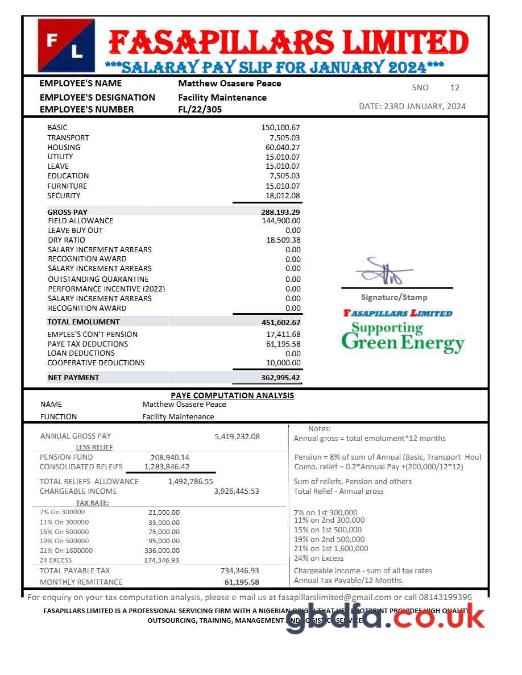 F L
FASAPILLARS LIMITED
***SALARAY PAY SLIP FOR JANUARY 2024***
EMPLOYEE'S NAME Matthew Osasere Peace
SNO 12
EMPLOYEE'S DESIGNATION Facility Maintenance
EMPLOYEE'S NUMBER FL/22/305
DATE: 23RD JANUARY, 2024
BASIC 150,100.67
TRANSPORT 7,505.03
HOUSING 60,040.27
UTILITY 15,010.07
LEAVE 15,010.07
EDUCATION 7,505.03
FURNITURE 15,010.07
SECURITY 18,012.08
GROSS PAY 288,193.29
FIELD ALLOWANCE 144,900.00
LEAVE BUY OUT 0.00
DRY RATIO 18.509.38
SALARY INCREMENT ARREARS 0.00
RECOGNITION AWARD 0.00
SALARY INCREMENT ARREARS 0.00
OUTSTANDING QUARANTINE 0.00
PERFORMANCE INCENTIVE (2022) 0.00
SALARY INCREMENT ARREARS 0.00
RECOGNITION AWARD 0.00
Signature/Stamp
FASAPILLARS LIMITED
Supporting
Green Energy
TOTAL EMOLUMENT 451,602.67
EMPLEE'S CON'T PENSION 17,411.68
PAYE TAX DEDUCTIONS 61,195.58
LOAN DEDUCTIONS 0.00
COOPERATIVE DEDUCTIONS 10,000.00
NET PAYMENT 362,995.42
PAYE COMPUTATION ANALYSIS
NAME Matthew Osasere Peace
FUNCTION Facility Maintenance
Notes:
ANNUAL GROSS PAY 5,419,232.08 Annual gross = total emolument*12 months
LESS RELIEF
PENSION FUND 208,940.14 Pension = 8% of sum of Annual (Basic, Transport Hou)
CONSOLIDATED RELEIFS 1,283,846.42 Conso. relief = 0.2*Annual Pay +(200,000/12*12)
TOTAL RELIEFS ALLOWANCE 1,492,786.55 Sum of reliefs, Pension and others
CHARGEABLE INCOME 3,926,445.53 Total Relief - Annual gross
TAX RATE:
7% On 300000 21,000.00 7% on 1st 300,000
11% On 300000 33,000.00 11% on 2nd 300,000
15% On 500000 75,000.00 15% on 1st 500,000
19% On 500000 95,000.00 19% on 2nd 500,000
21% On 1600000 336,000.00 21% on 1st 1,600,000
24 EXCESS 174,346.93 24% on Excess
TOTAL PAYABLE TAX 734,346.93 Chargeable Income - sum of all tax rates
MONTHLY REMITTANCE 61,195.58 Annual Tax Payable/12 Months
For enquiry on your tax computation analysis, please e-mail us at fasapillarslimited@gmail.com or call 08143199396
FASAPILLARS LIMITED IS A PROFESSIONAL SERVICING FIRM WITH A NIGERIAN ORIGIN THAT HER FOOTPRINT PROVIDES HIGH QUALITY
OUTSOURCING, TRAINING, MANAGEMENT AND LOGISTIC SERVICES
gbdfa.co.uk